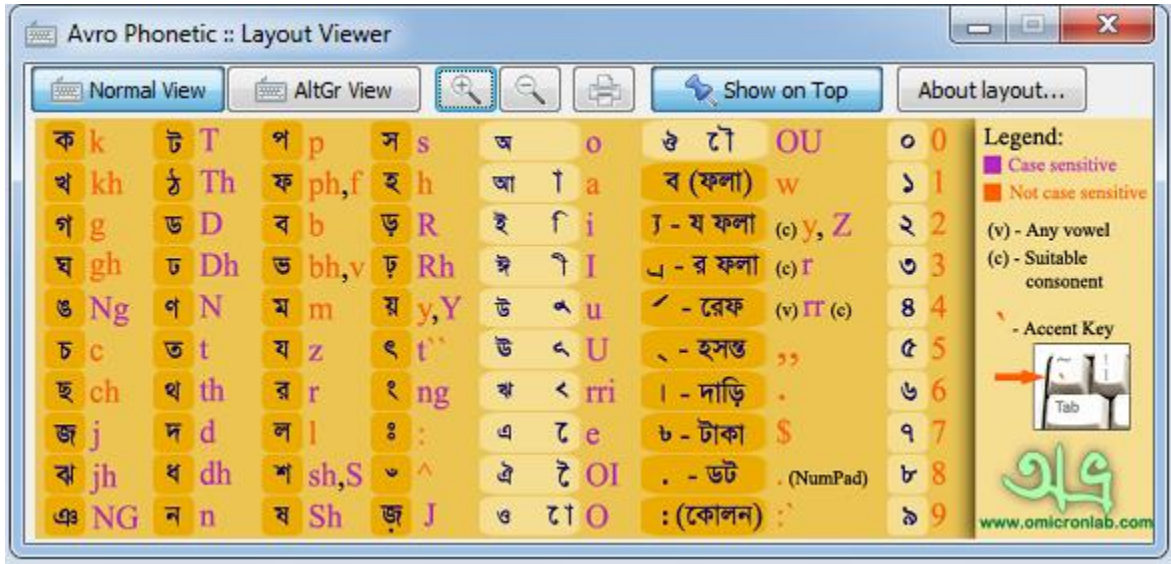 Avro Phonetic :: Layout Viewer
Normal View AltGr View Show on Top About layout...
ক k ট T প p স s অ o ঔ ৌ OU ০ 0 Legend:
খ kh ঠ Th ফ ph,f হ h আ া a ব (ফলা) w ১ 1 Case sensitive
Not case sensitive
গ g ড D ব b ড় R ই ি i ্য - য ফলা (c) y, Z ২ 2 (v) - Any vowel
ঘ gh ঢ Dh ভ bh,v ঢ় Rh ঈ ী I ্র - র ফলা (c) r ৩ 3 (c) - Suitable
consonent
ঙ Ng ণ N ম m য় y,Y উ ু u র্ - রেফ (v) rr (c) ৪ 4 ` - Accent Key
চ c ত t য z ৎ t`` ঊ ূ U ্ - হসন্ত ,, ৫ 5 ~ ` ! 1
ছ ch থ th র r ং ng ঋ ৃ rri । - দাড়ি . ৬ 6 Tab
জ j দ d ল l ঃ : এ ে e ৳ - টাকা $ ৭ 7
ঝ jh ধ dh শ sh,S ঁ ^ ঐ ৈ OI . - ডট . (NumPad) ৮ 8 অভ্র
ঞ NG ন n ষ Sh জ় J ও ো O : (কোলন) :` ৯ 9 www.omicronlab.com